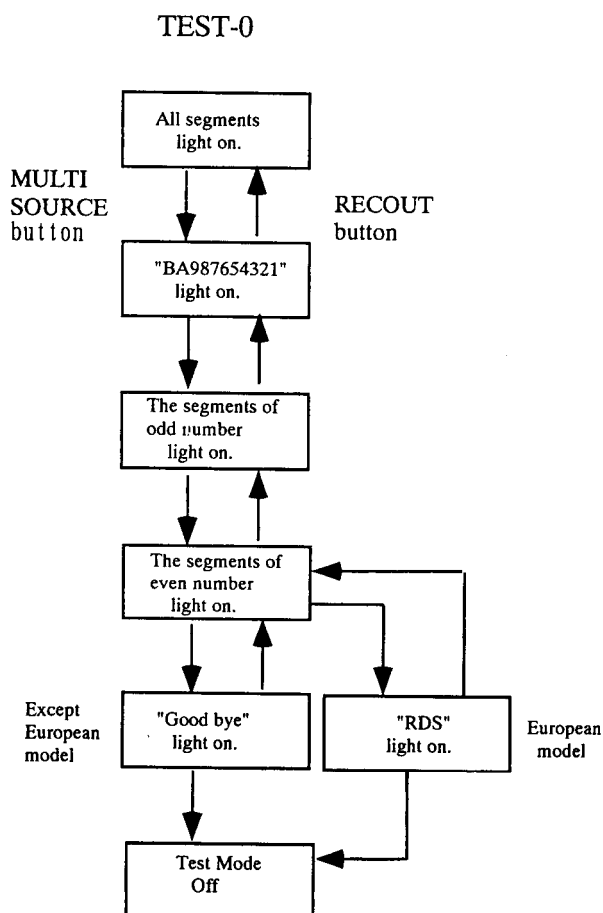 TEST-0
All segments
light on.
MULTI
SOURCE
button
RECOUT
button
"BA987654321"
light on.
The segments of
odd number
light on.
The segments of
even number
light on.
Except
European
model
"Good bye"
light on.
"RDS"
light on.
European
model
Test Mode
Off